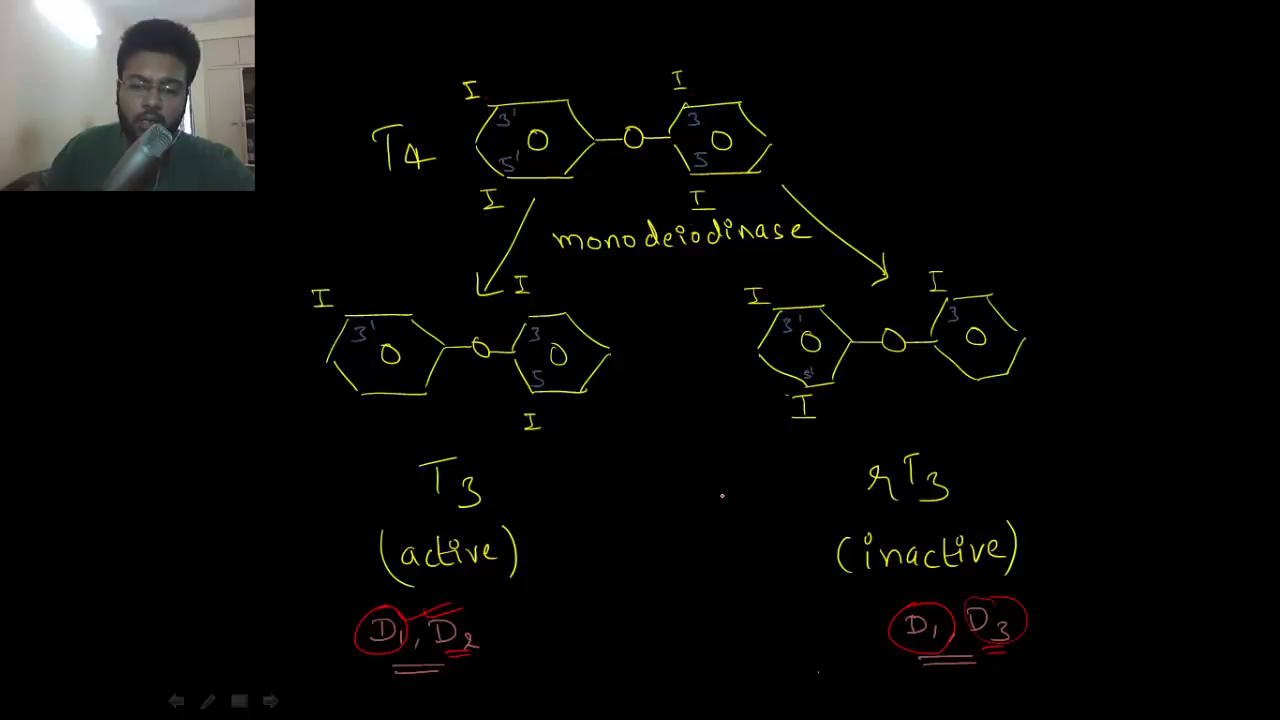 I I
3' 3
T4 O O O
5' 5
I I
monodeiodinase
I I I I
3' 3 3' 3
O O O O O O
5 5'
I I
T3 rT3
(active) (inactive)
D1, D2 D1 D3